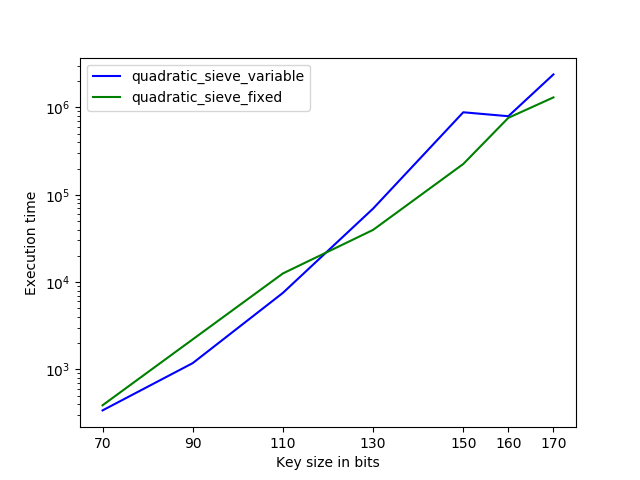 quadratic_sieve_variable
quadratic_sieve_fixed
10^6
10^5
10^4
10^3
Execution time
70 90 110 130 150 160 170
Key size in bits